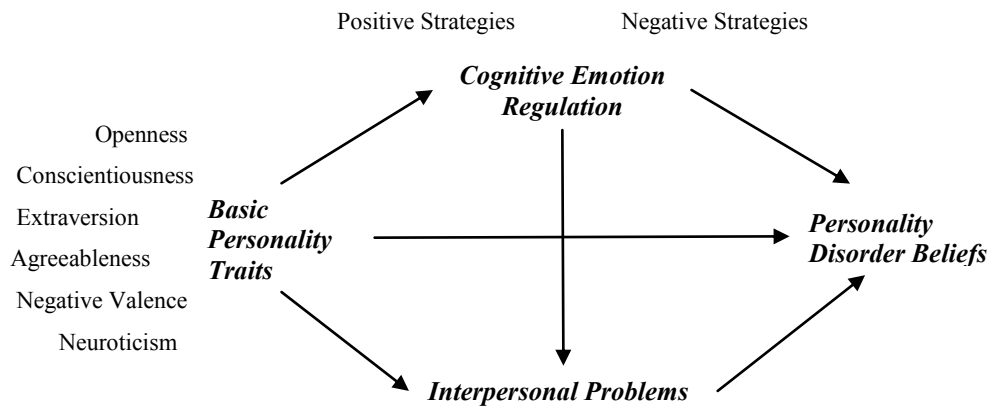 Positive Strategies
Negative Strategies
Cognitive Emotion
Regulation
Openness
Conscientiousness
Extraversion
Agreeableness
Negative Valence
Neuroticism
Basic
Personality
Traits
Personality
Disorder Beliefs
Interpersonal Problems